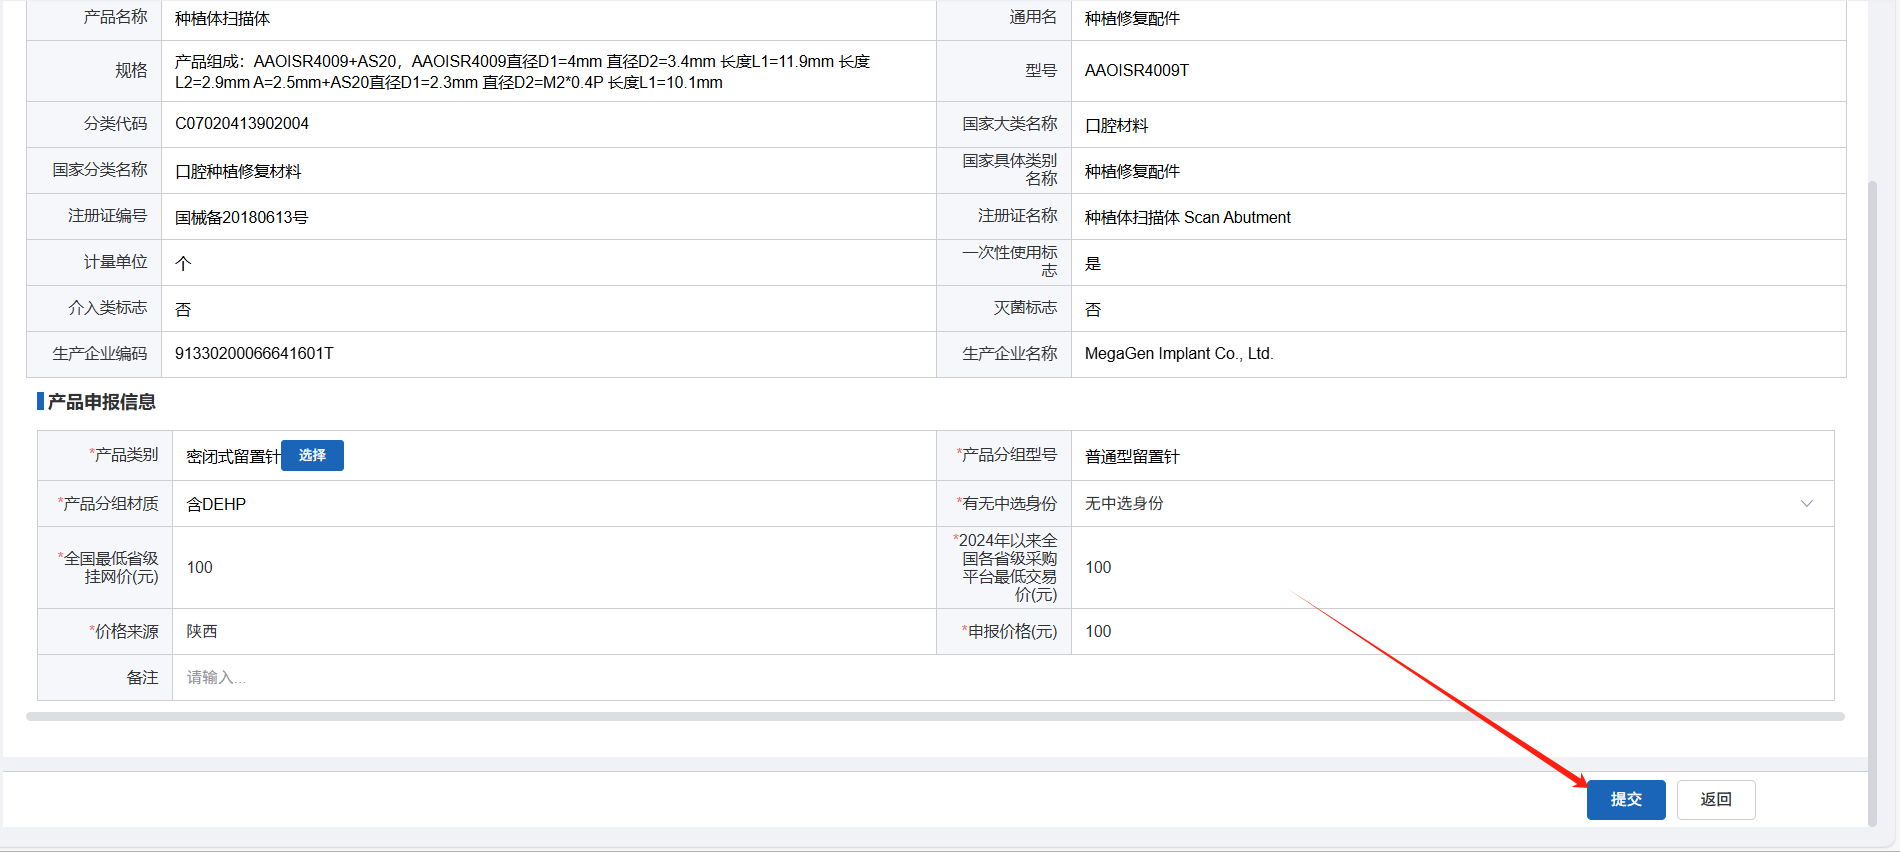 产品名称 种植体扫描体 通用名 种植修复配件
规格 产品组成：AAOISR4009+AS20，AAOISR4009直径D1=4mm 直径D2=3.4mm 长度L1=11.9mm 长度
L2=2.9mm A=2.5mm+AS20直径D1=2.3mm 直径D2=M2*0.4P 长度L1=10.1mm
型号 AAOISR4009T
分类代码 C07020413902004 国家大类名称 口腔材料
国家分类名称 口腔种植修复材料 国家具体类别
名称 种植修复配件
注册证编号 国械备20180613号 注册证名称 种植体扫描体 Scan Abutment
计量单位 个 一次性使用标
志 是
介入类标志 否 灭菌标志 否
生产企业编码 91330200066641601T 生产企业名称 MegaGen Implant Co., Ltd.
产品申报信息
*产品类别 密闭式留置针 选择 *产品分组型号 普通型留置针
*产品分组材质 含DEHP *有无中选身份 无中选身份
*全国最低省级
挂网价(元) 100
*2024年以来全
国各省级采购
平台最低交易
价(元) 100
*价格来源 陕西 *申报价格(元) 100
备注 请输入...
提交 返回